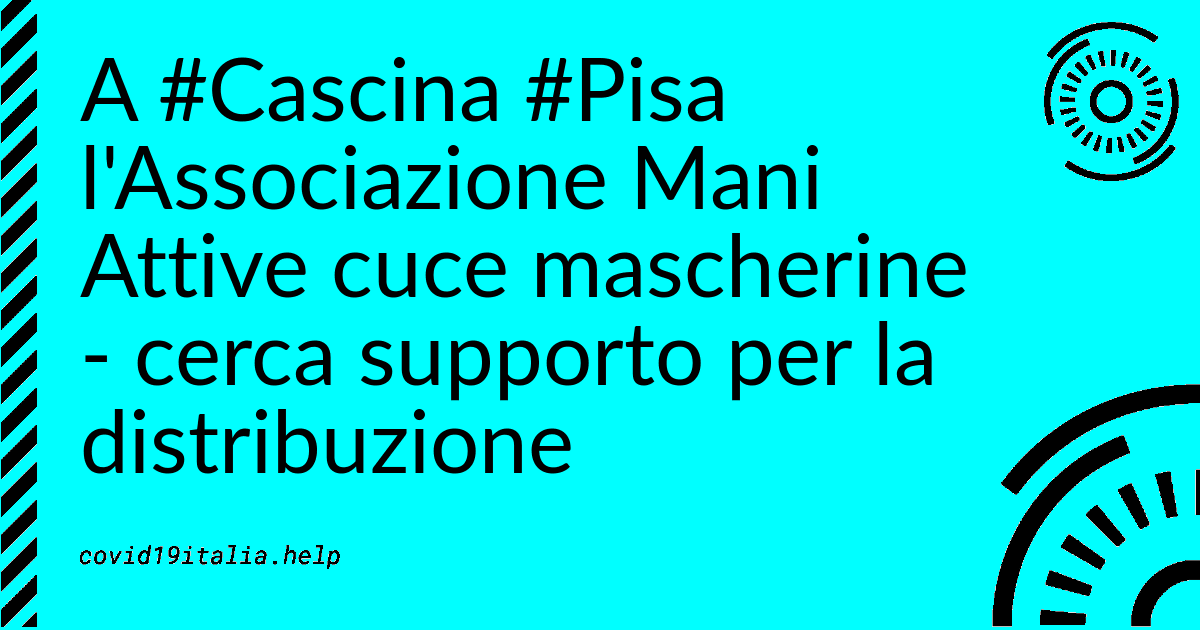 A #Cascina #Pisa
l'Associazione Mani
Attive cuce mascherine
- cerca supporto per la
distribuzione
covid19italia.help